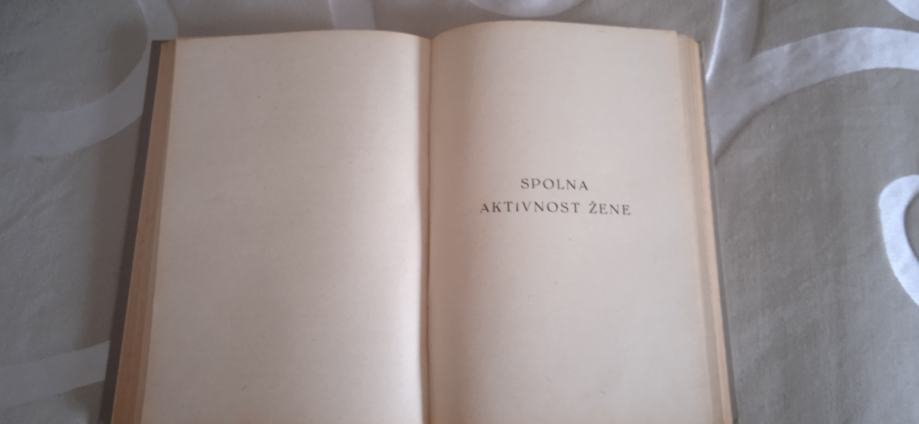 SPOLNA
AKTIVNOST ŽENE